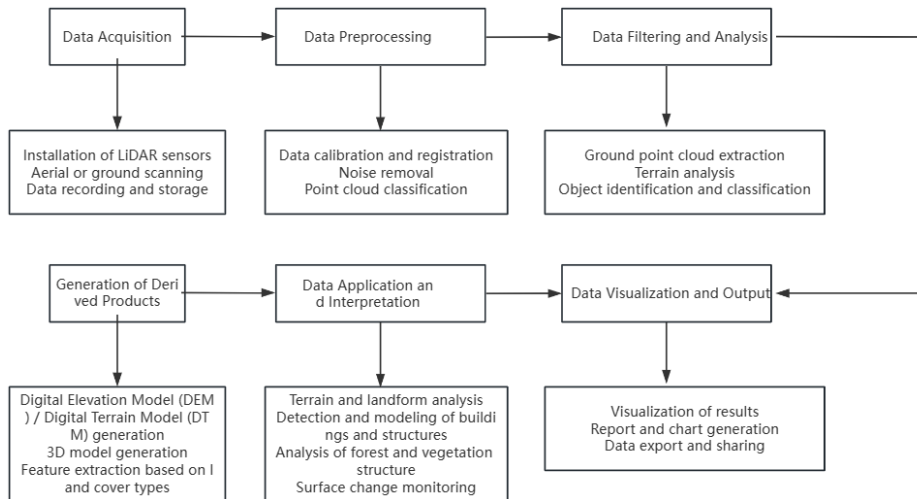 Data Acquisition
Data Preprocessing
Data Filtering and Analysis
Installation of LiDAR sensors
Aerial or ground scanning
Data recording and storage
Data calibration and registration
Noise removal
Point cloud classification
Ground point cloud extraction
Terrain analysis
Object identification and classification
Generation of Deri
ved Products
Data Application an
d Interpretation
Data Visualization and Output
Digital Elevation Model (DEM
) / Digital Terrain Model (DT
M) generation
3D model generation
Feature extraction based on l
and cover types
Terrain and landform analysis
Detection and modeling of buildi
ngs and structures
Analysis of forest and vegetation
structure
Surface change monitoring
Visualization of results
Report and chart generation
Data export and sharing